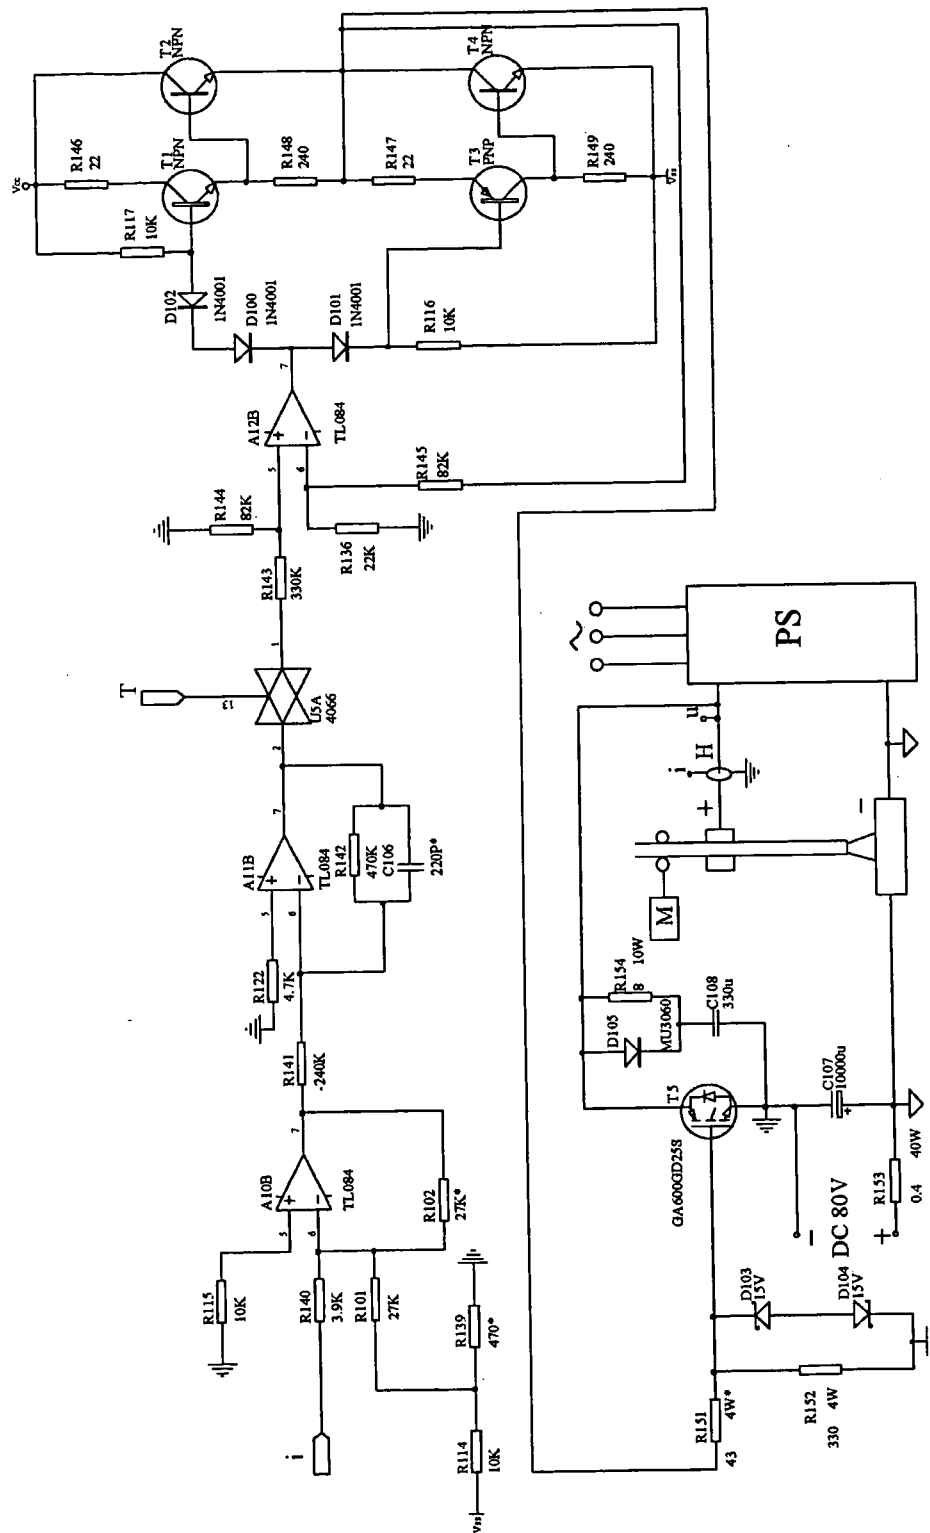 T2
NPN
T4
NPN
Vcc
R146
22
T1
NPN
R148
240
R147
22
T3
PNP
R149
240
Vss
R117
10K
D102
1N4001
D100
1N4001
D101
1N4001
R116
10K
7
A12B
+
−
TL084
5
6
R145
82K
R144
82K
R136
22K
R143
330K
1
T
13
U5A
4066
2
7
A11B
+
−
TL084
5
6
R142
470K
C106
220P*
R122
4.7K
R141
-240K
7
A10B
+
−
TL084
5
6
R102
27K*
R115
10K
R140
3.9K
R101
27K
R139
470*
i
R114
10K
Vss
~
PS
u
H
i
+
−
M
R154
8
10W
D105
MU3060
C108
330u
T5
GA600GD25S
C107
10000u
+
40W
R153
0.4
−
DC 80V
+
D103
15V
D104
15V
R151
4W*
43
R152
4W
330